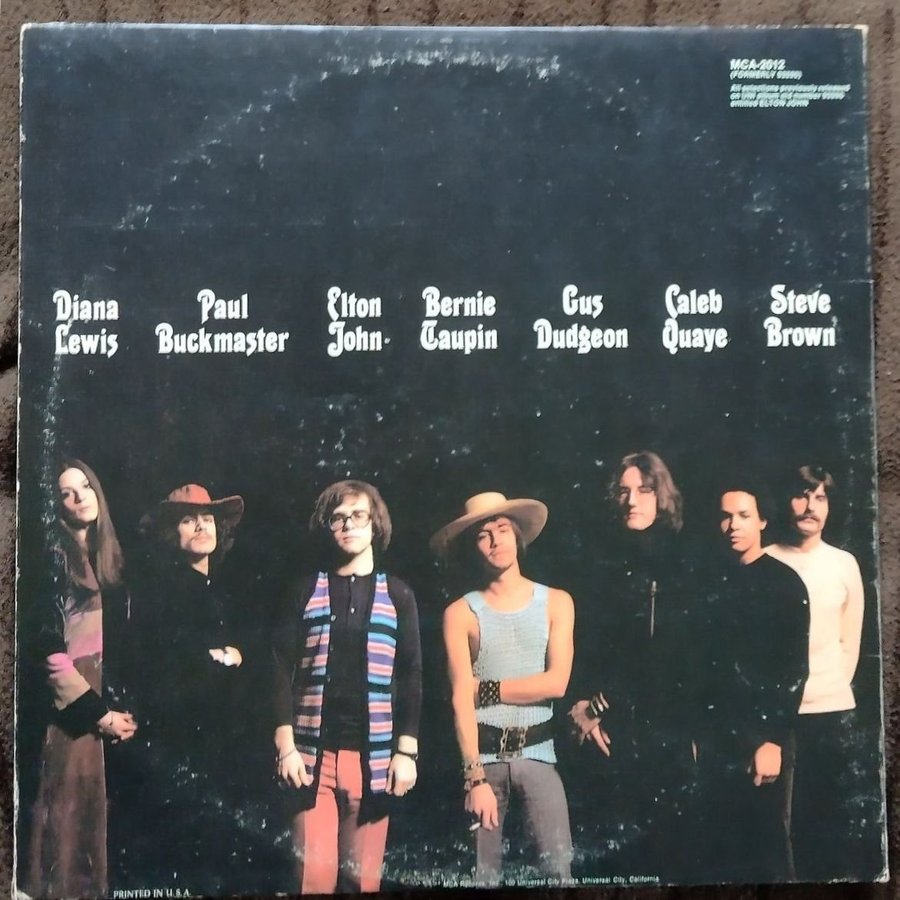 MCA-2012
(FORMERLY 93090)
All selections previously released
on UNI album old number 93090
entitled ELTON JOHN
Diana Paul Elton Bernie Gus Caleb Steve
Lewis Buckmaster John Taupin Dudgeon Quaye Brown
PRINTED IN U.S.A.
MCA Records, Inc., 100 Universal City Plaza, Universal City, California